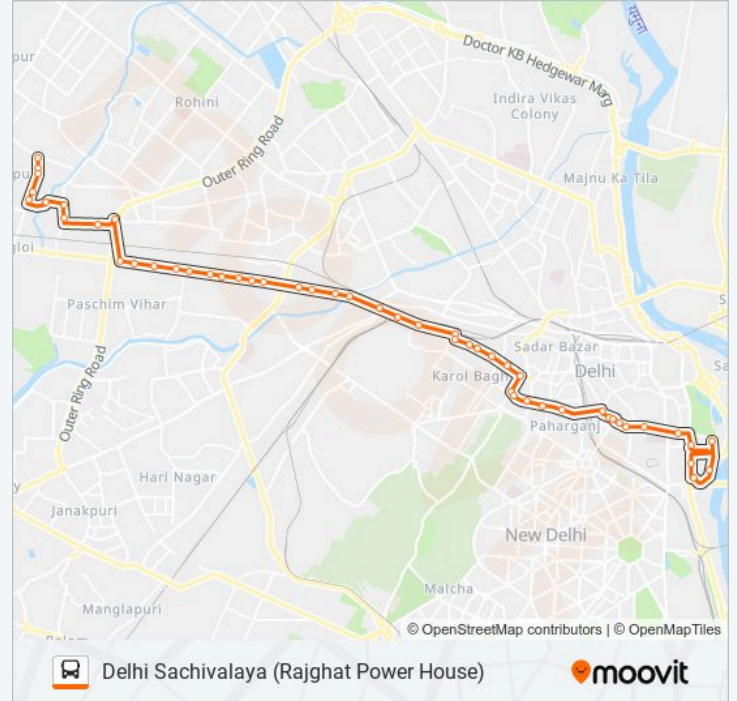 Doctor KB Hedgewar Marg
pur
Rohini
Indira Vikas
Colony
Outer Ring Road
Majnu Ka Tila
pu
gloi
Paschim Vihar
S
Sadar Bazar
Karol Bagh
Delhi
Sa
Outer Ring Road
Paharganj
Hari Nagar
Janakpuri
New Delhi
Malcha
Manglapuri
© OpenStreetMap contributors | © OpenMapTiles
Delhi Sachivalaya (Rajghat Power House)
moovit